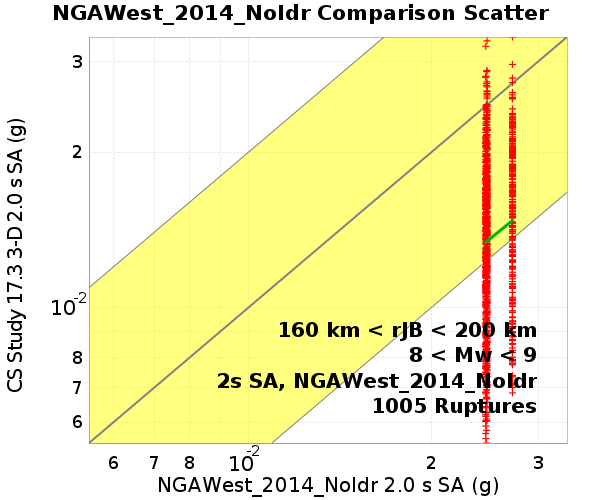 NGAWest_2014_NoIdr Comparison Scatter
CS Study 17.3 3-D 2.0 s SA (g)
3
2
10-2
8
7
6
160 km < rJB < 200 km
8 < Mw < 9
2s SA, NGAWest_2014_NoIdr
1005 Ruptures
6 7 8 10-2 2 3
NGAWest_2014_NoIdr 2.0 s SA (g)